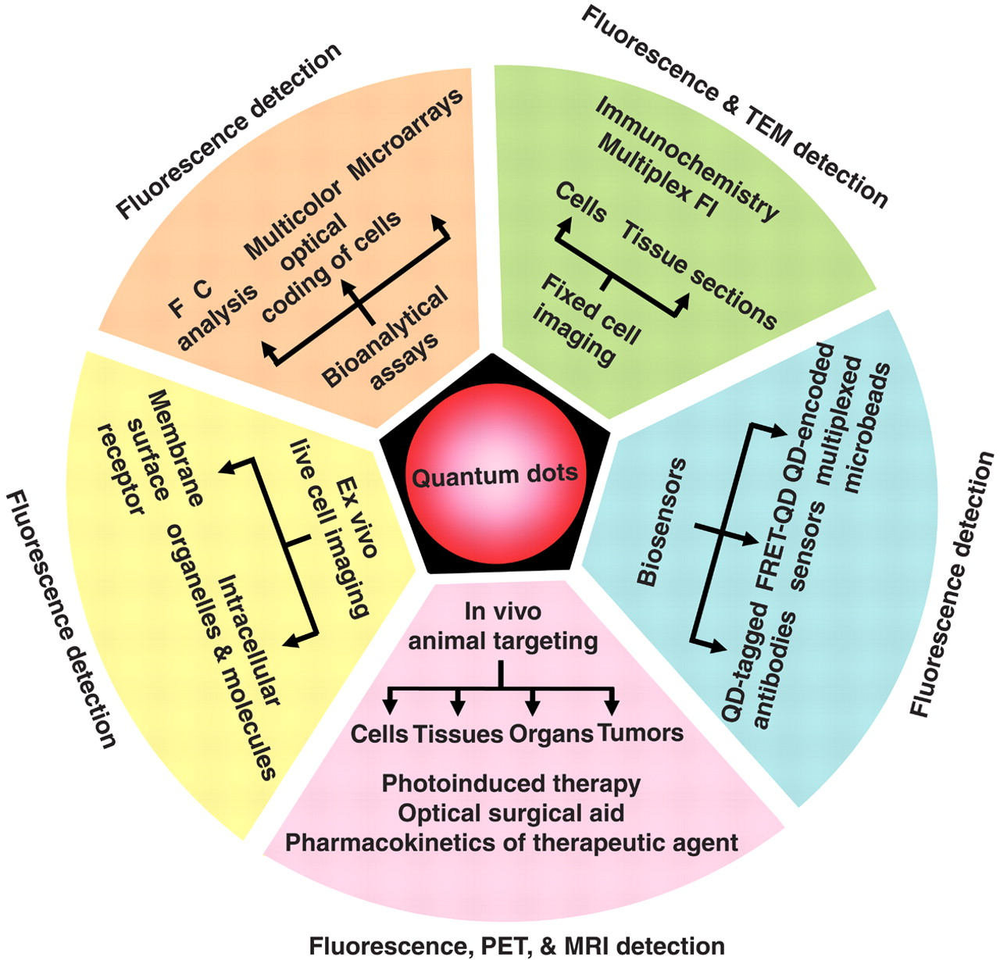 Quantum dots
Fluorescence detection
Microarrays
Multicolor
optical
coding of cells
F C
analysis
Bioanalytical
assays
Fluorescence & TEM detection
Immunochemistry
Multiplex FI
Cells
Tissue sections
Fixed cell
imaging
Fluorescence detection
Biosensors
QD-encoded
multiplexed
microbeads
FRET-QD
sensors
QD-tagged
antibodies
Fluorescence, PET, & MRI detection
In vivo
animal targeting
Cells Tissues Organs Tumors
Photoinduced therapy
Optical surgical aid
Pharmacokinetics of therapeutic agent
Fluorescence detection
Ex vivo
live cell imaging
Membrane
surface
receptor
Intracellular
organelles & molecules